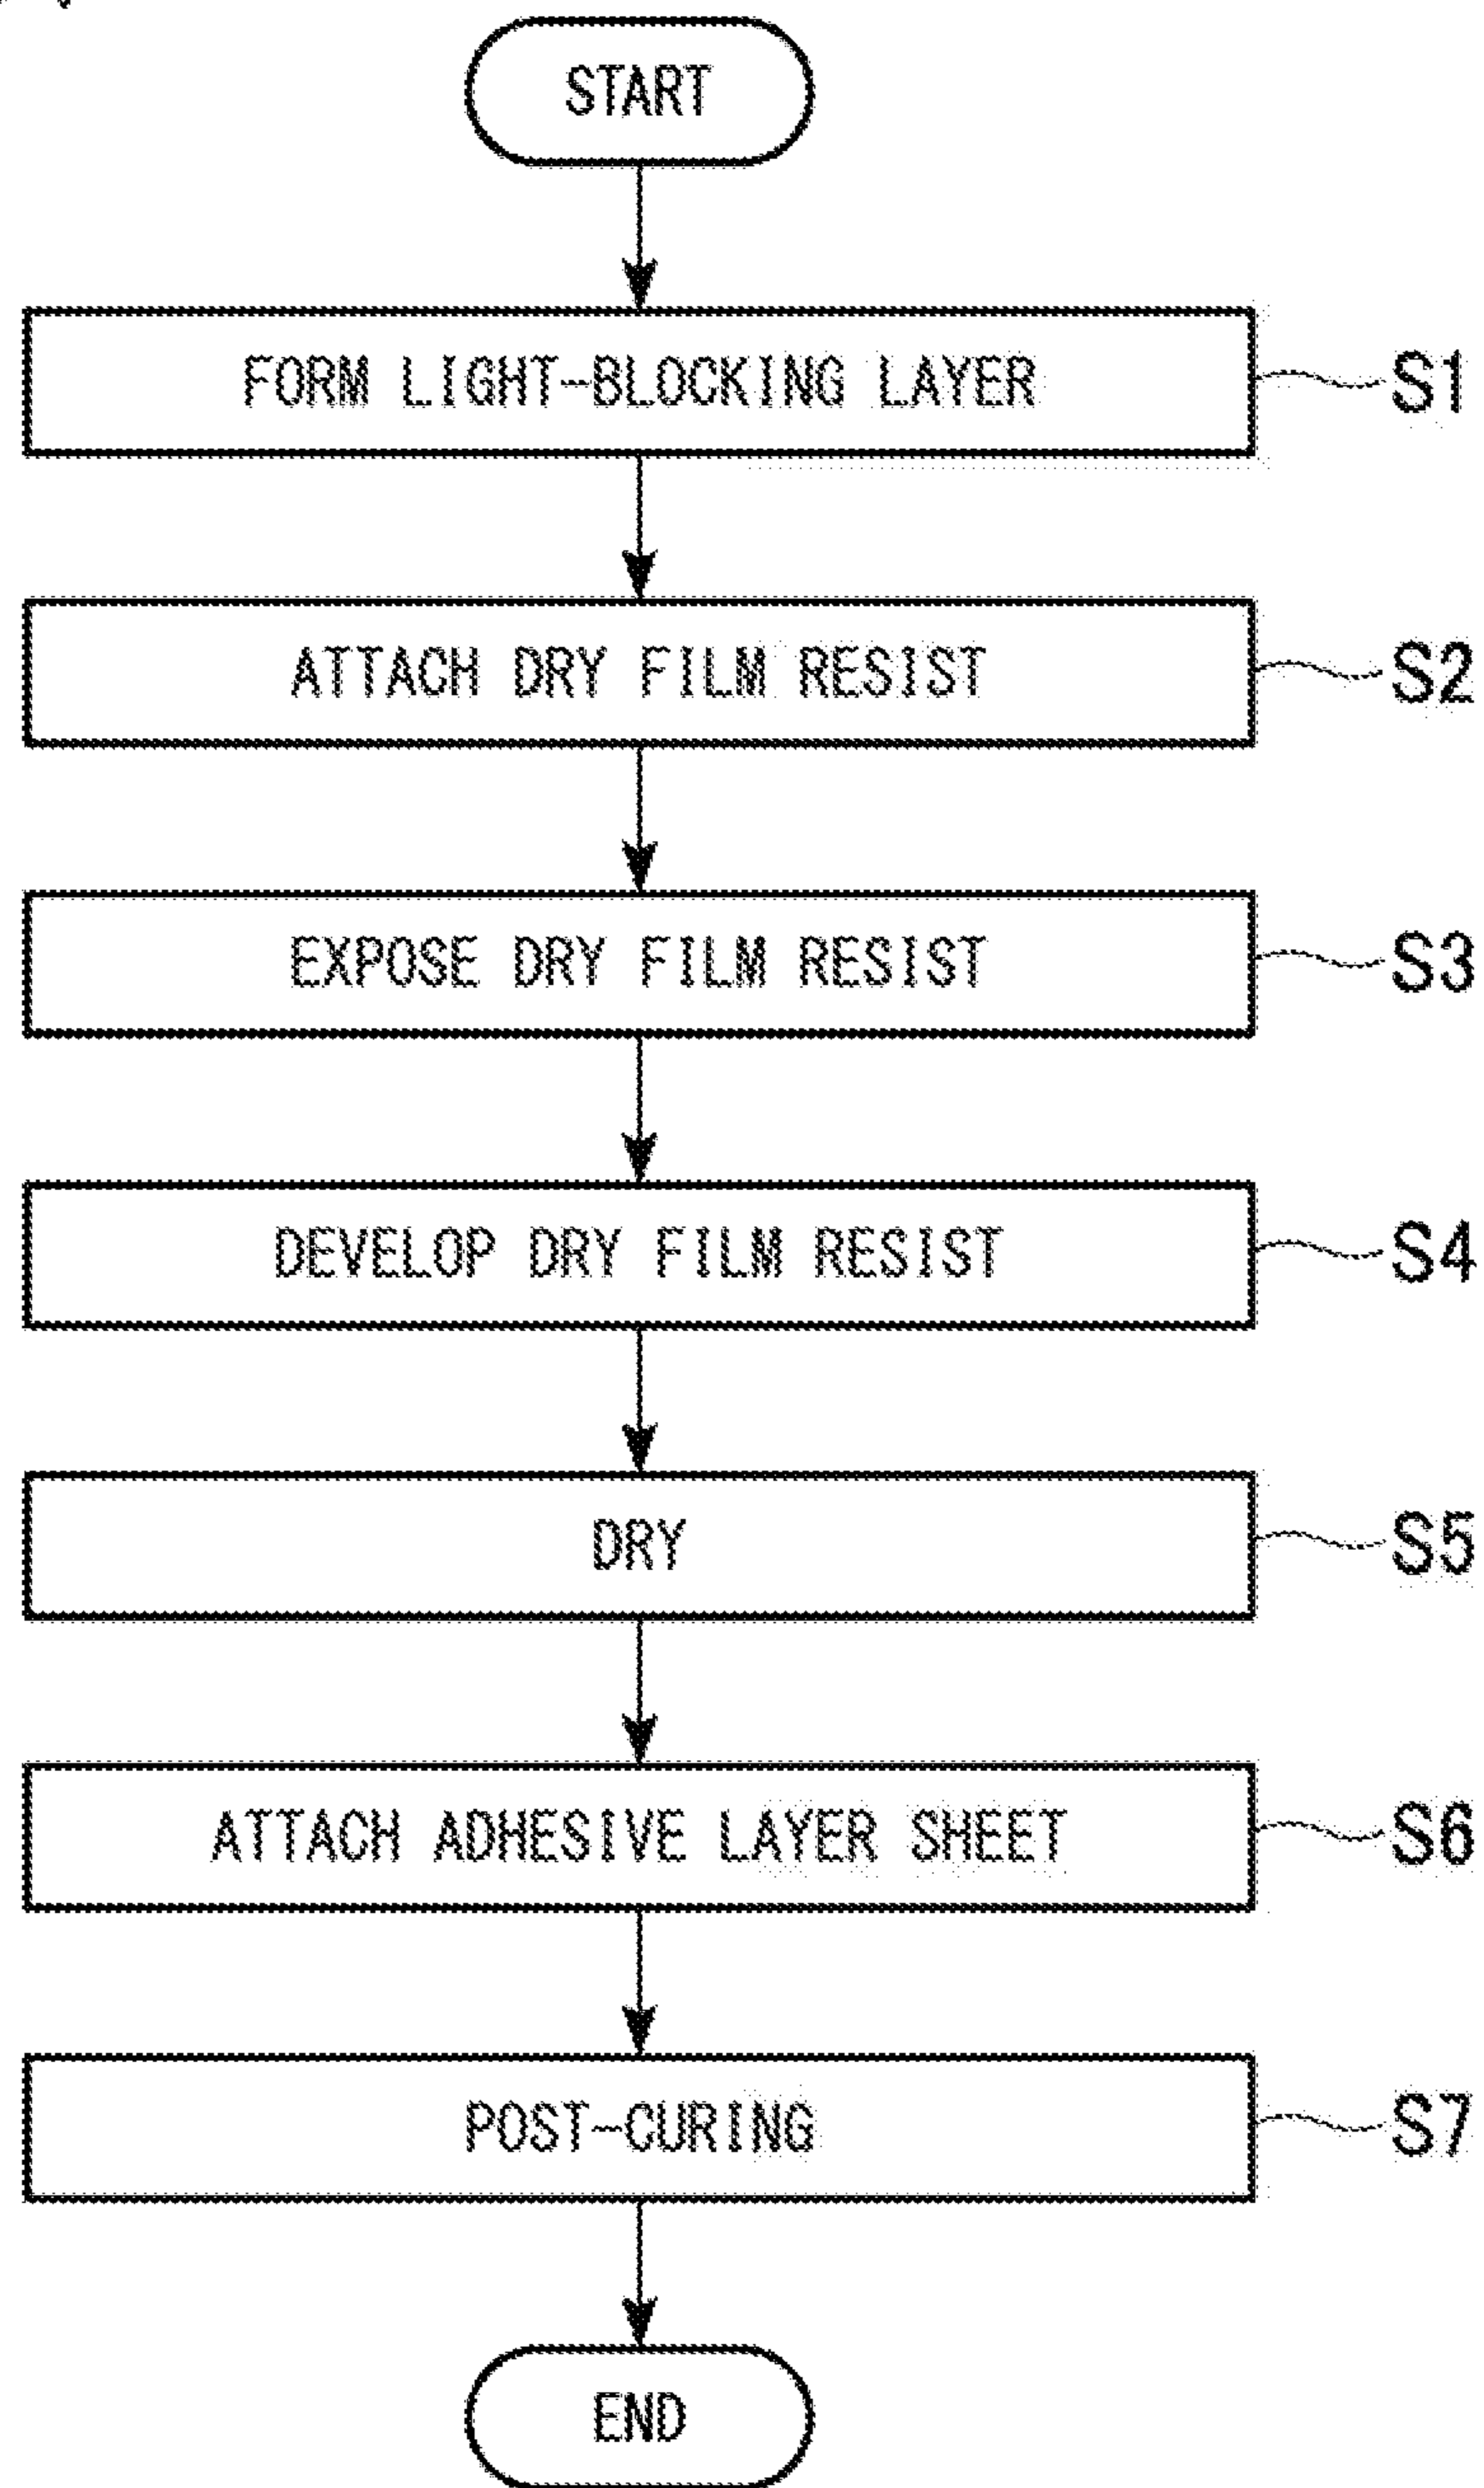 START
FORM LIGHT-BLOCKING LAYER S1
ATTACH DRY FILM RESIST S2
EXPOSE DRY FILM RESIST S3
DEVELOP DRY FILM RESIST S4
DRY S5
ATTACH ADHESIVE LAYER SHEET S6
POST-CURING S7
END